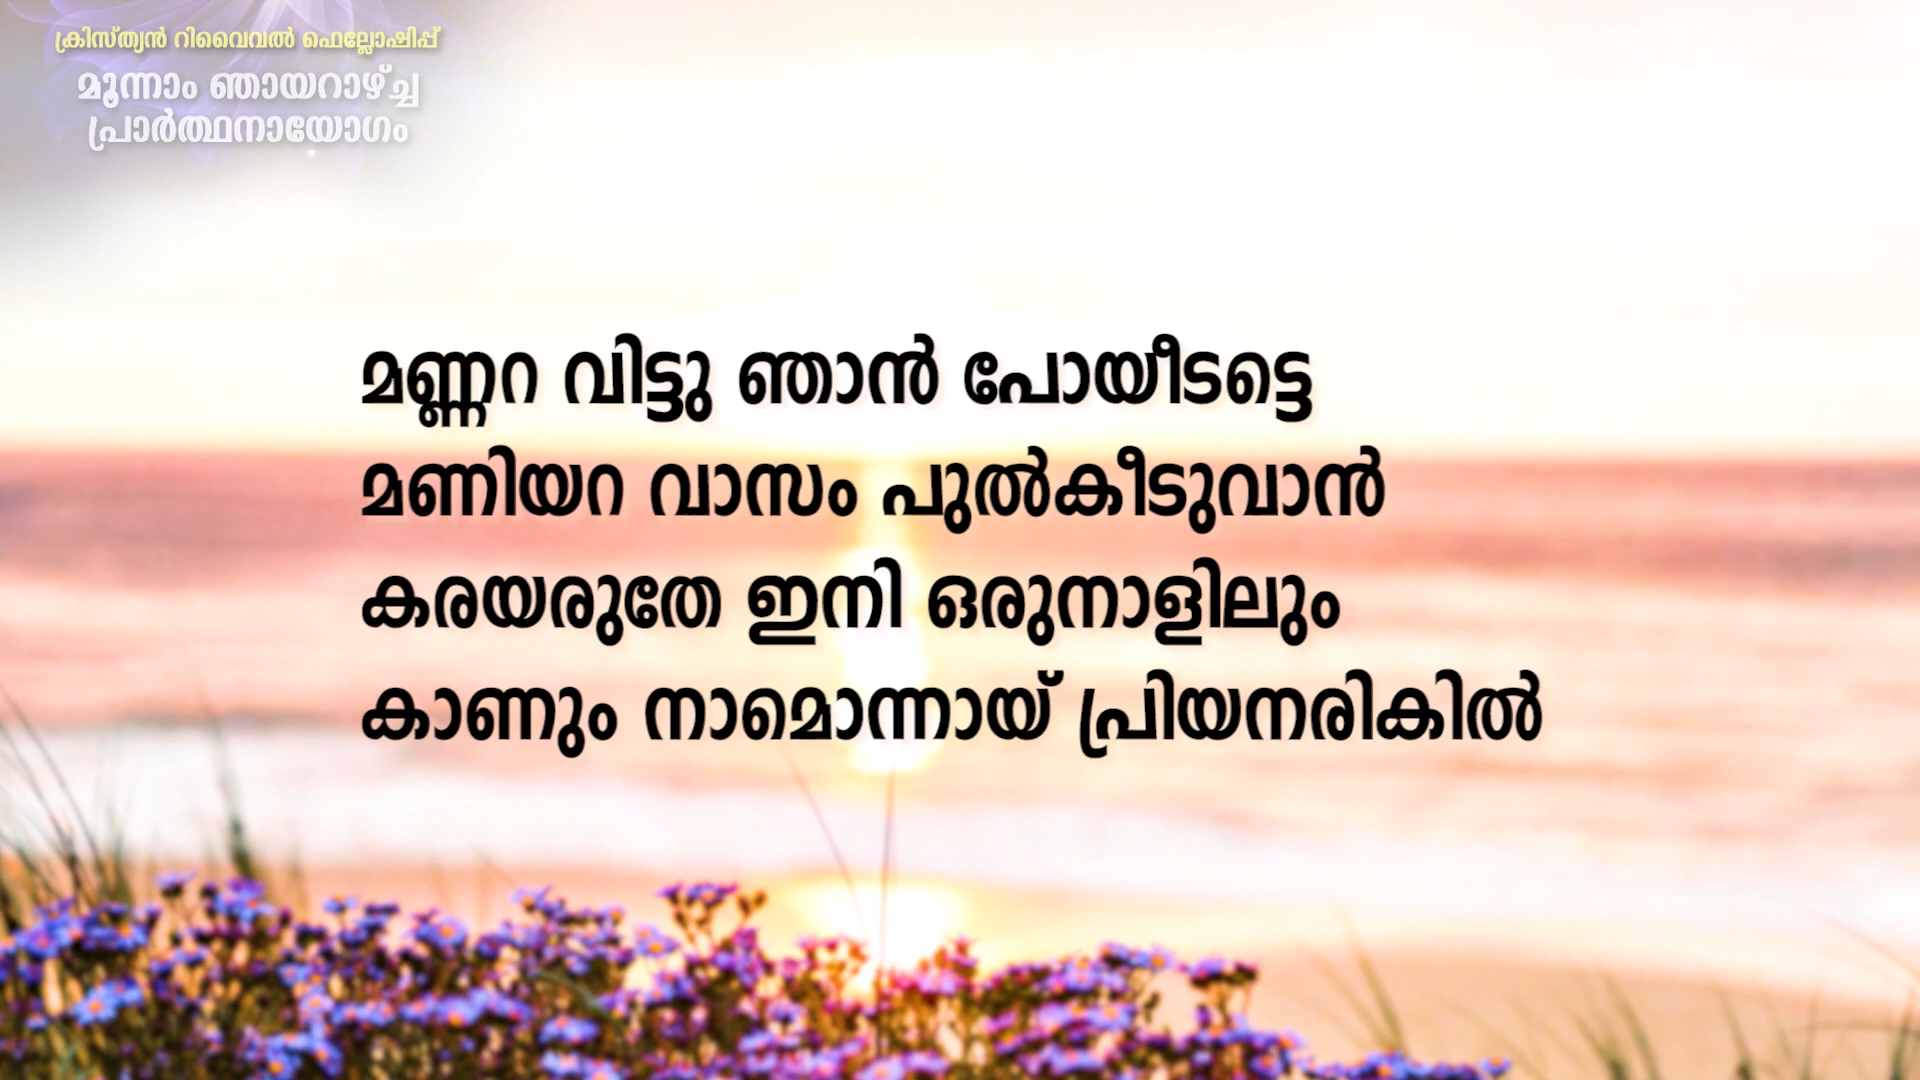 ക്രിസ്ത്യൻ റിവൈവൽ ഫെല്ലോഷിപ്പ്
മൂന്നാം ഞായറാഴ്ച്ച
പ്രാർത്ഥനായോഗം
മണ്ണറ വിട്ടു ഞാൻ പോയീടട്ടെ
മണിയറ വാസം പുൽകീടുവാൻ
കരയരുതേ ഇനി ഒരുനാളിലും
കാണും നാമൊന്നായ് പ്രിയനരികിൽ